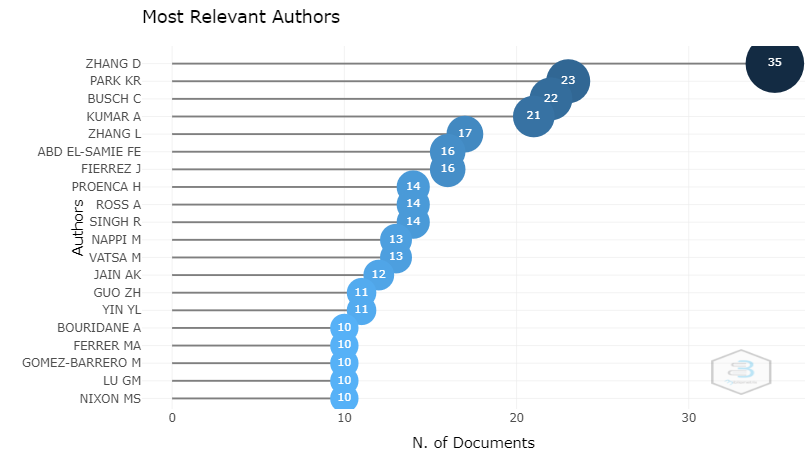 Most Relevant Authors
Authors
ZHANG D 35
PARK KR 23
BUSCH C 22
KUMAR A 21
ZHANG L 17
ABD EL-SAMIE FE 16
FIERREZ J 16
PROENCA H 14
ROSS A 14
SINGH R 14
NAPPI M 13
VATSA M 13
JAIN AK 12
GUO ZH 11
YIN YL 11
BOURIDANE A 10
FERRER MA 10
GOMEZ-BARRERO M 10
LU GM 10
NIXON MS 10
0 10 20 30
N. of Documents